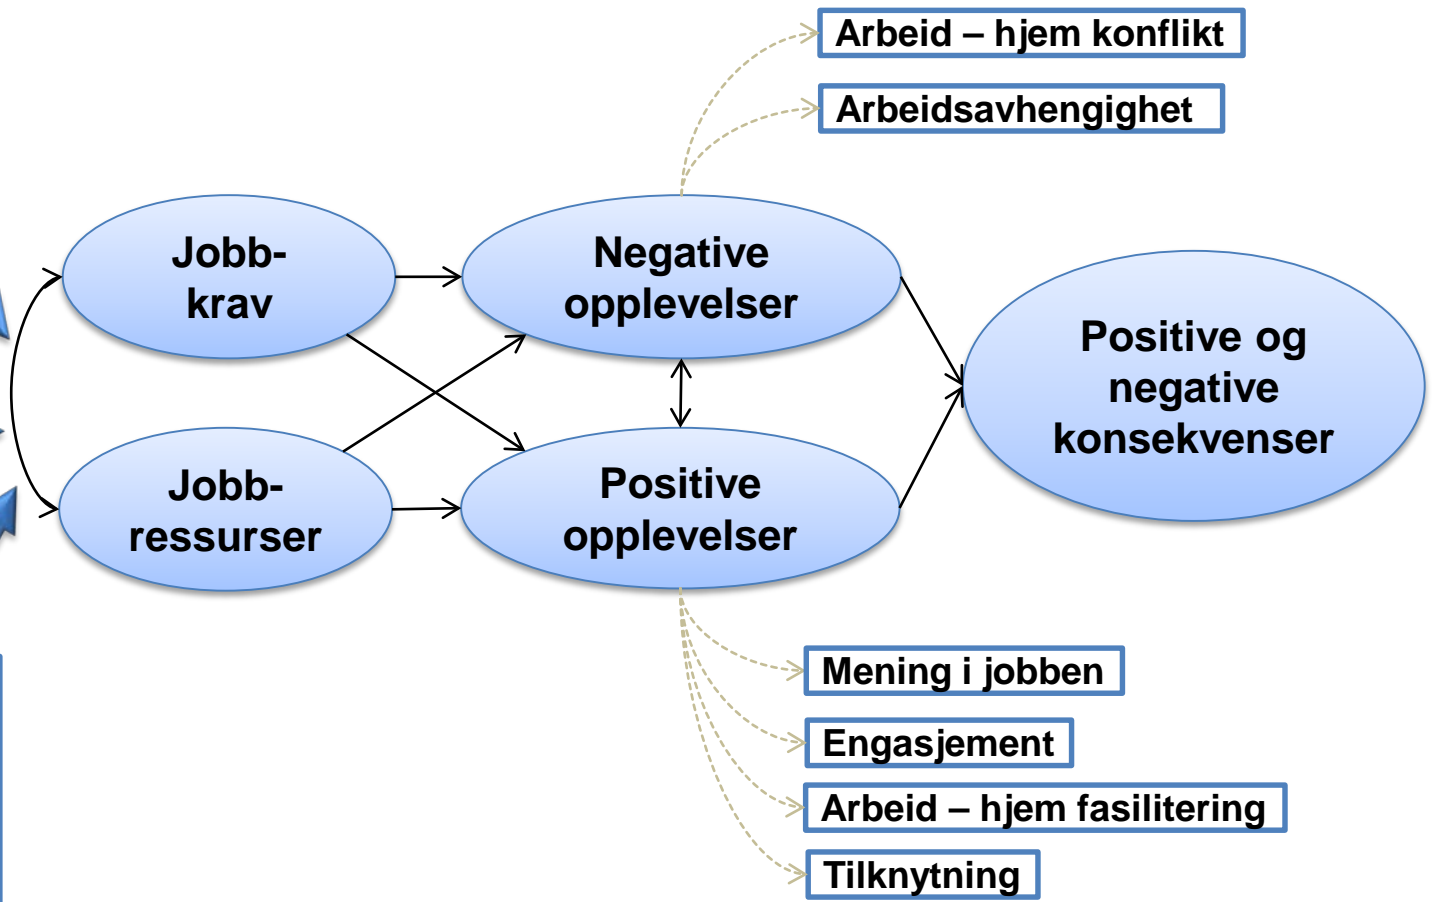 Arbeid – hjem konflikt
Arbeidsavhengighet
Jobb-
krav
Negative
opplevelser
Positive og
negative
konsekvenser
Jobb-
ressurser
Positive
opplevelser
Mening i jobben
Engasjement
Arbeid – hjem fasilitering
Tilknytning